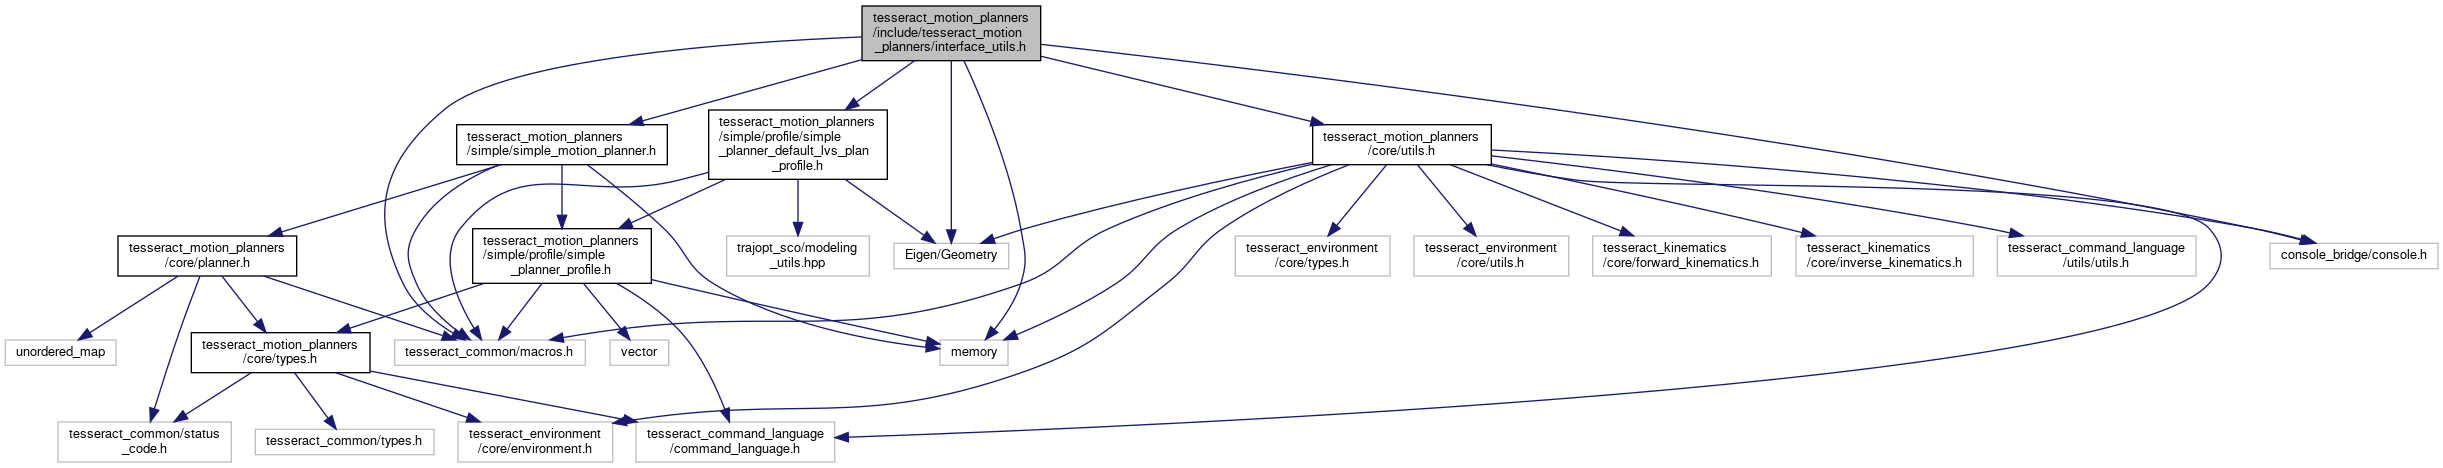 tesseract_motion_planners
/include/tesseract_motion
_planners/interface_utils.h
tesseract_motion_planners
/simple/simple_motion_planner.h
tesseract_motion_planners
/simple/profile/simple
_planner_default_lvs_plan
_profile.h
tesseract_motion_planners
/core/utils.h
tesseract_motion_planners
/core/planner.h
tesseract_motion_planners
/simple/profile/simple
_planner_profile.h
trajopt_sco/modeling
_utils.hpp
Eigen/Geometry
tesseract_environment
/core/types.h
tesseract_environment
/core/utils.h
tesseract_kinematics
/core/forward_kinematics.h
tesseract_kinematics
/core/inverse_kinematics.h
tesseract_command_language
/utils/utils.h
console_bridge/console.h
unordered_map
tesseract_motion_planners
/core/types.h
tesseract_common/macros.h
vector
memory
tesseract_common/status
_code.h
tesseract_common/types.h
tesseract_environment
/core/environment.h
tesseract_command_language
/command_language.h